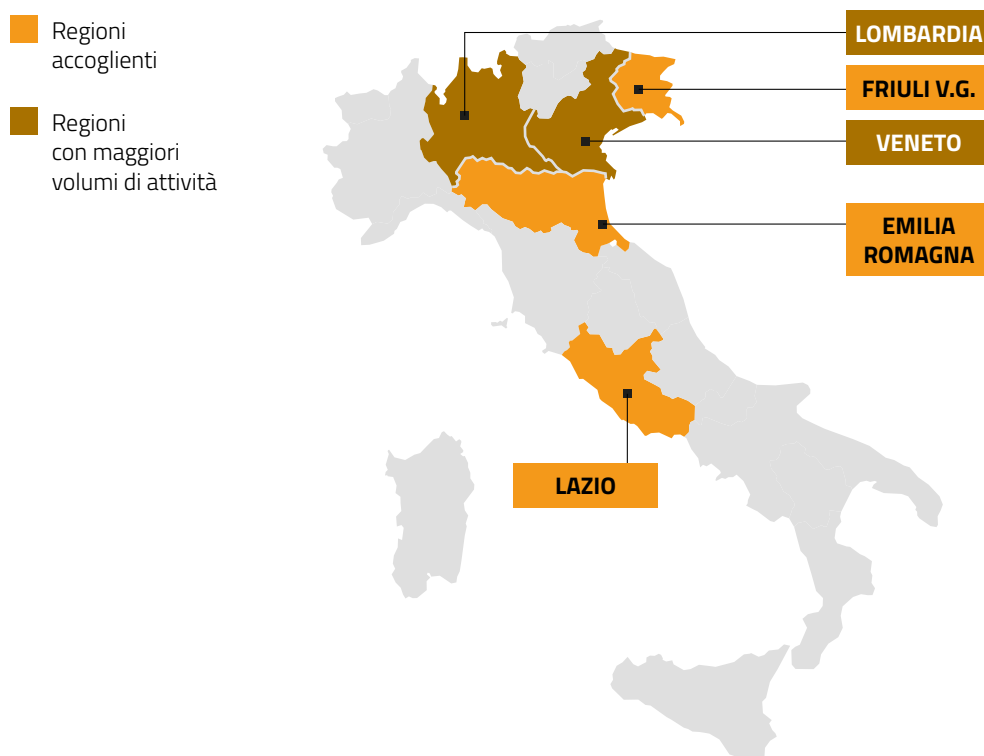 Regioni
accoglienti
Regioni
con maggiori
volumi di attività
LOMBARDIA
FRIULI V.G.
VENETO
EMILIA
ROMAGNA
LAZIO